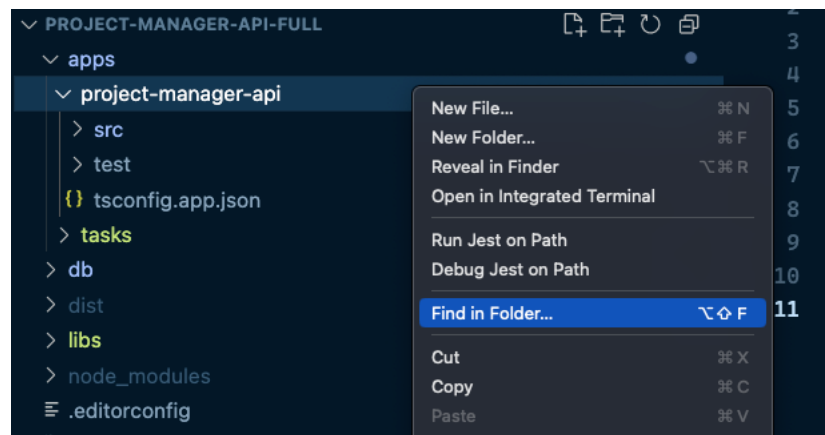 PROJECT-MANAGER-API-FULL
apps
project-manager-api
src
test
{} tsconfig.app.json
tasks
db
dist
libs
node_modules
.editorconfig
New File... ⌘ N
New Folder... ⌘ F
Reveal in Finder ⌥⌘ R
Open in Integrated Terminal
Run Jest on Path
Debug Jest on Path
Find in Folder... ⌥⇧ F
Cut ⌘ X
Copy ⌘ C
Paste ⌘ V
3
4
5
6
7
8
9
10
11